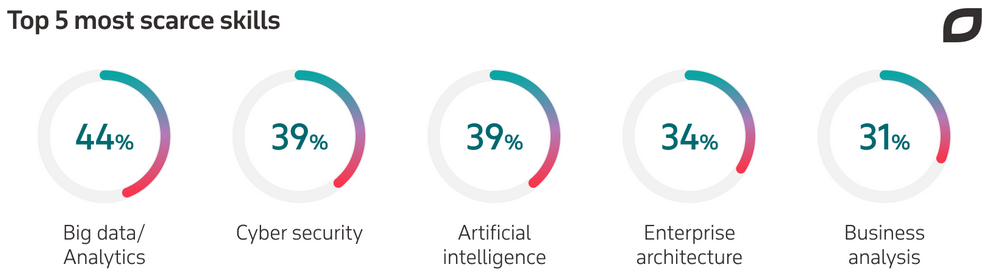 Top 5 most scarce skills
44%
39%
39%
34%
31%
Big data/
Analytics
Cyber security
Artificial
intelligence
Enterprise
architecture
Business
analysis